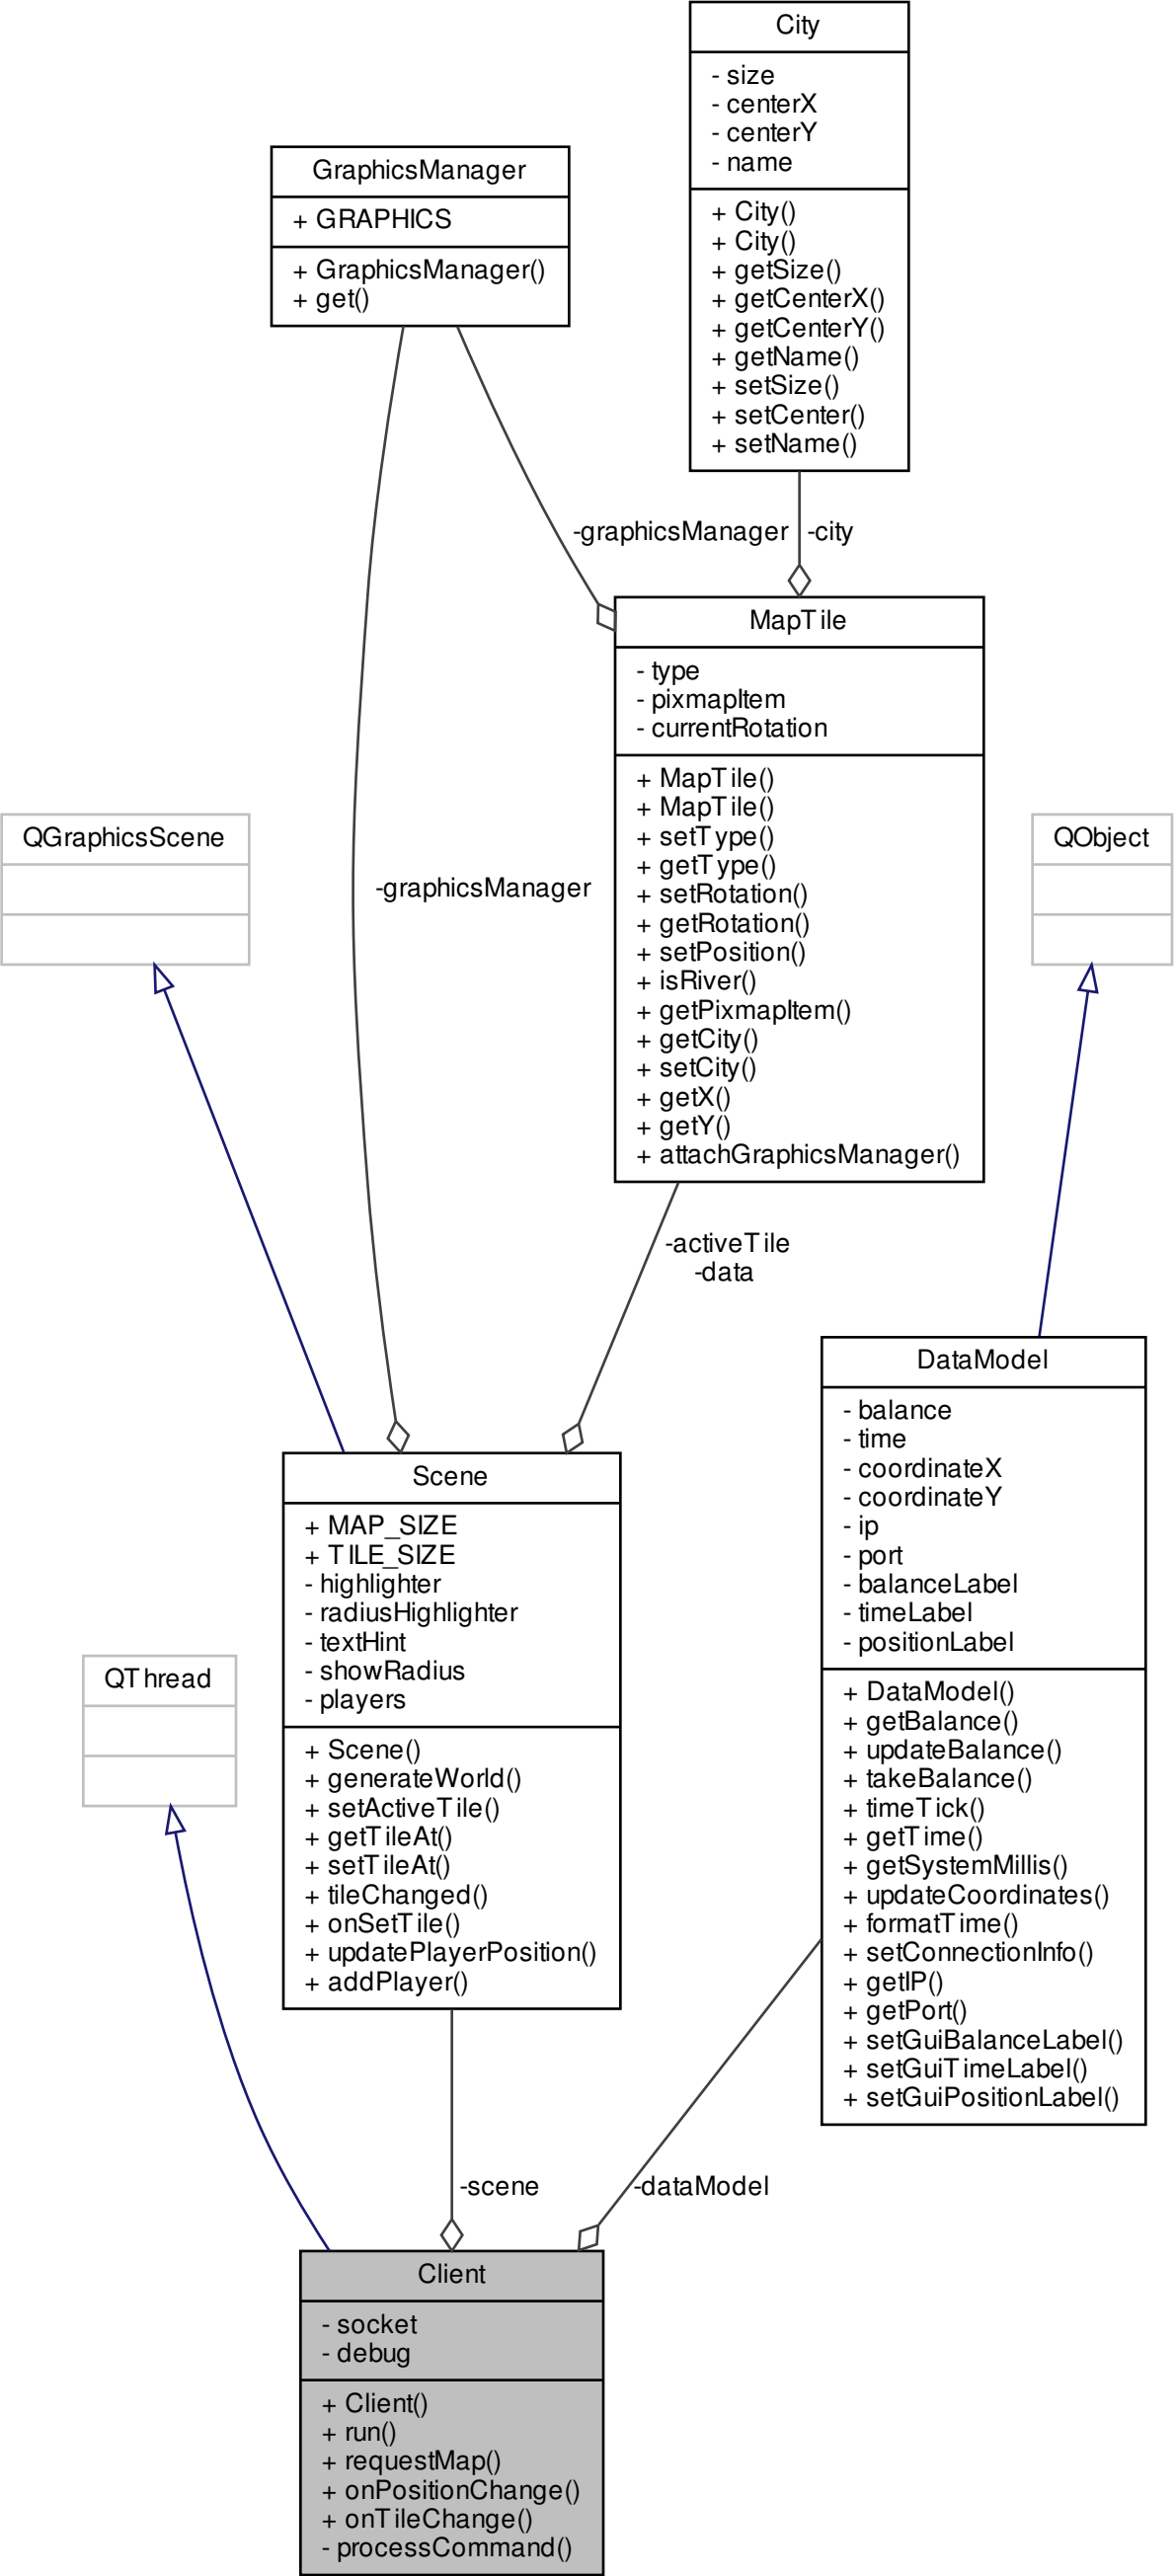 City
- size
- centerX
- centerY
- name
+ City()
+ City()
+ getSize()
+ getCenterX()
+ getCenterY()
+ getName()
+ setSize()
+ setCenter()
+ setName()
GraphicsManager
+ GRAPHICS
+ GraphicsManager()
+ get()
-graphicsManager
-city
MapTile
- type
- pixmapItem
- currentRotation
+ MapTile()
+ MapTile()
+ setType()
+ getType()
+ setRotation()
+ getRotation()
+ setPosition()
+ isRiver()
+ getPixmapItem()
+ getCity()
+ setCity()
+ getX()
+ getY()
+ attachGraphicsManager()
QGraphicsScene
-graphicsManager
QObject
-activeTile
-data
DataModel
- balance
- time
- coordinateX
- coordinateY
- ip
- port
- balanceLabel
- timeLabel
- positionLabel
+ DataModel()
+ getBalance()
+ updateBalance()
+ takeBalance()
+ timeTick()
+ getTime()
+ getSystemMillis()
+ updateCoordinates()
+ formatTime()
+ setConnectionInfo()
+ getIP()
+ getPort()
+ setGuiBalanceLabel()
+ setGuiTimeLabel()
+ setGuiPositionLabel()
Scene
+ MAP_SIZE
+ TILE_SIZE
- highlighter
- radiusHighlighter
- textHint
- showRadius
- players
+ Scene()
+ generateWorld()
+ setActiveTile()
+ getTileAt()
+ setTileAt()
+ tileChanged()
+ onSetTile()
+ updatePlayerPosition()
+ addPlayer()
QThread
-scene
-dataModel
Client
- socket
- debug
+ Client()
+ run()
+ requestMap()
+ onPositionChange()
+ onTileChange()
- processCommand()